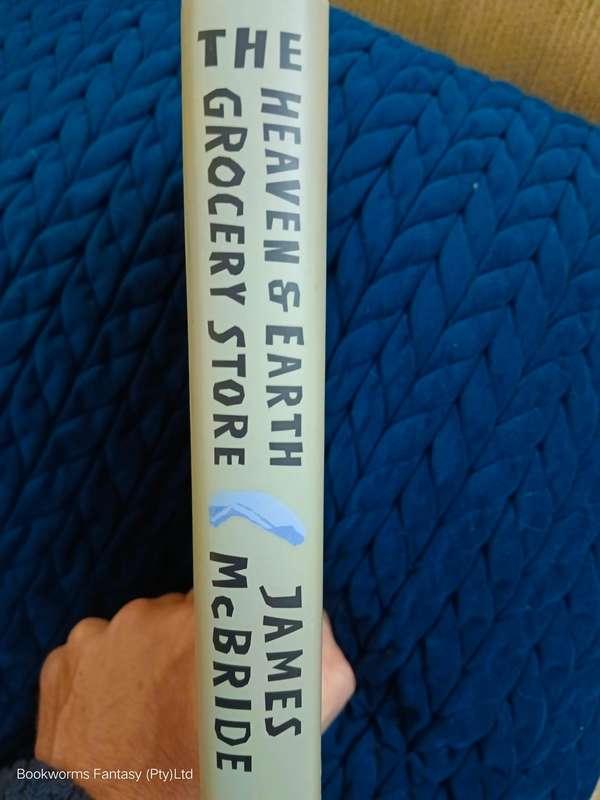 THE
HEAVEN & EARTH
GROCERY STORE
JAMES
McBRIDE
Bookworms Fantasy (Pty)Ltd